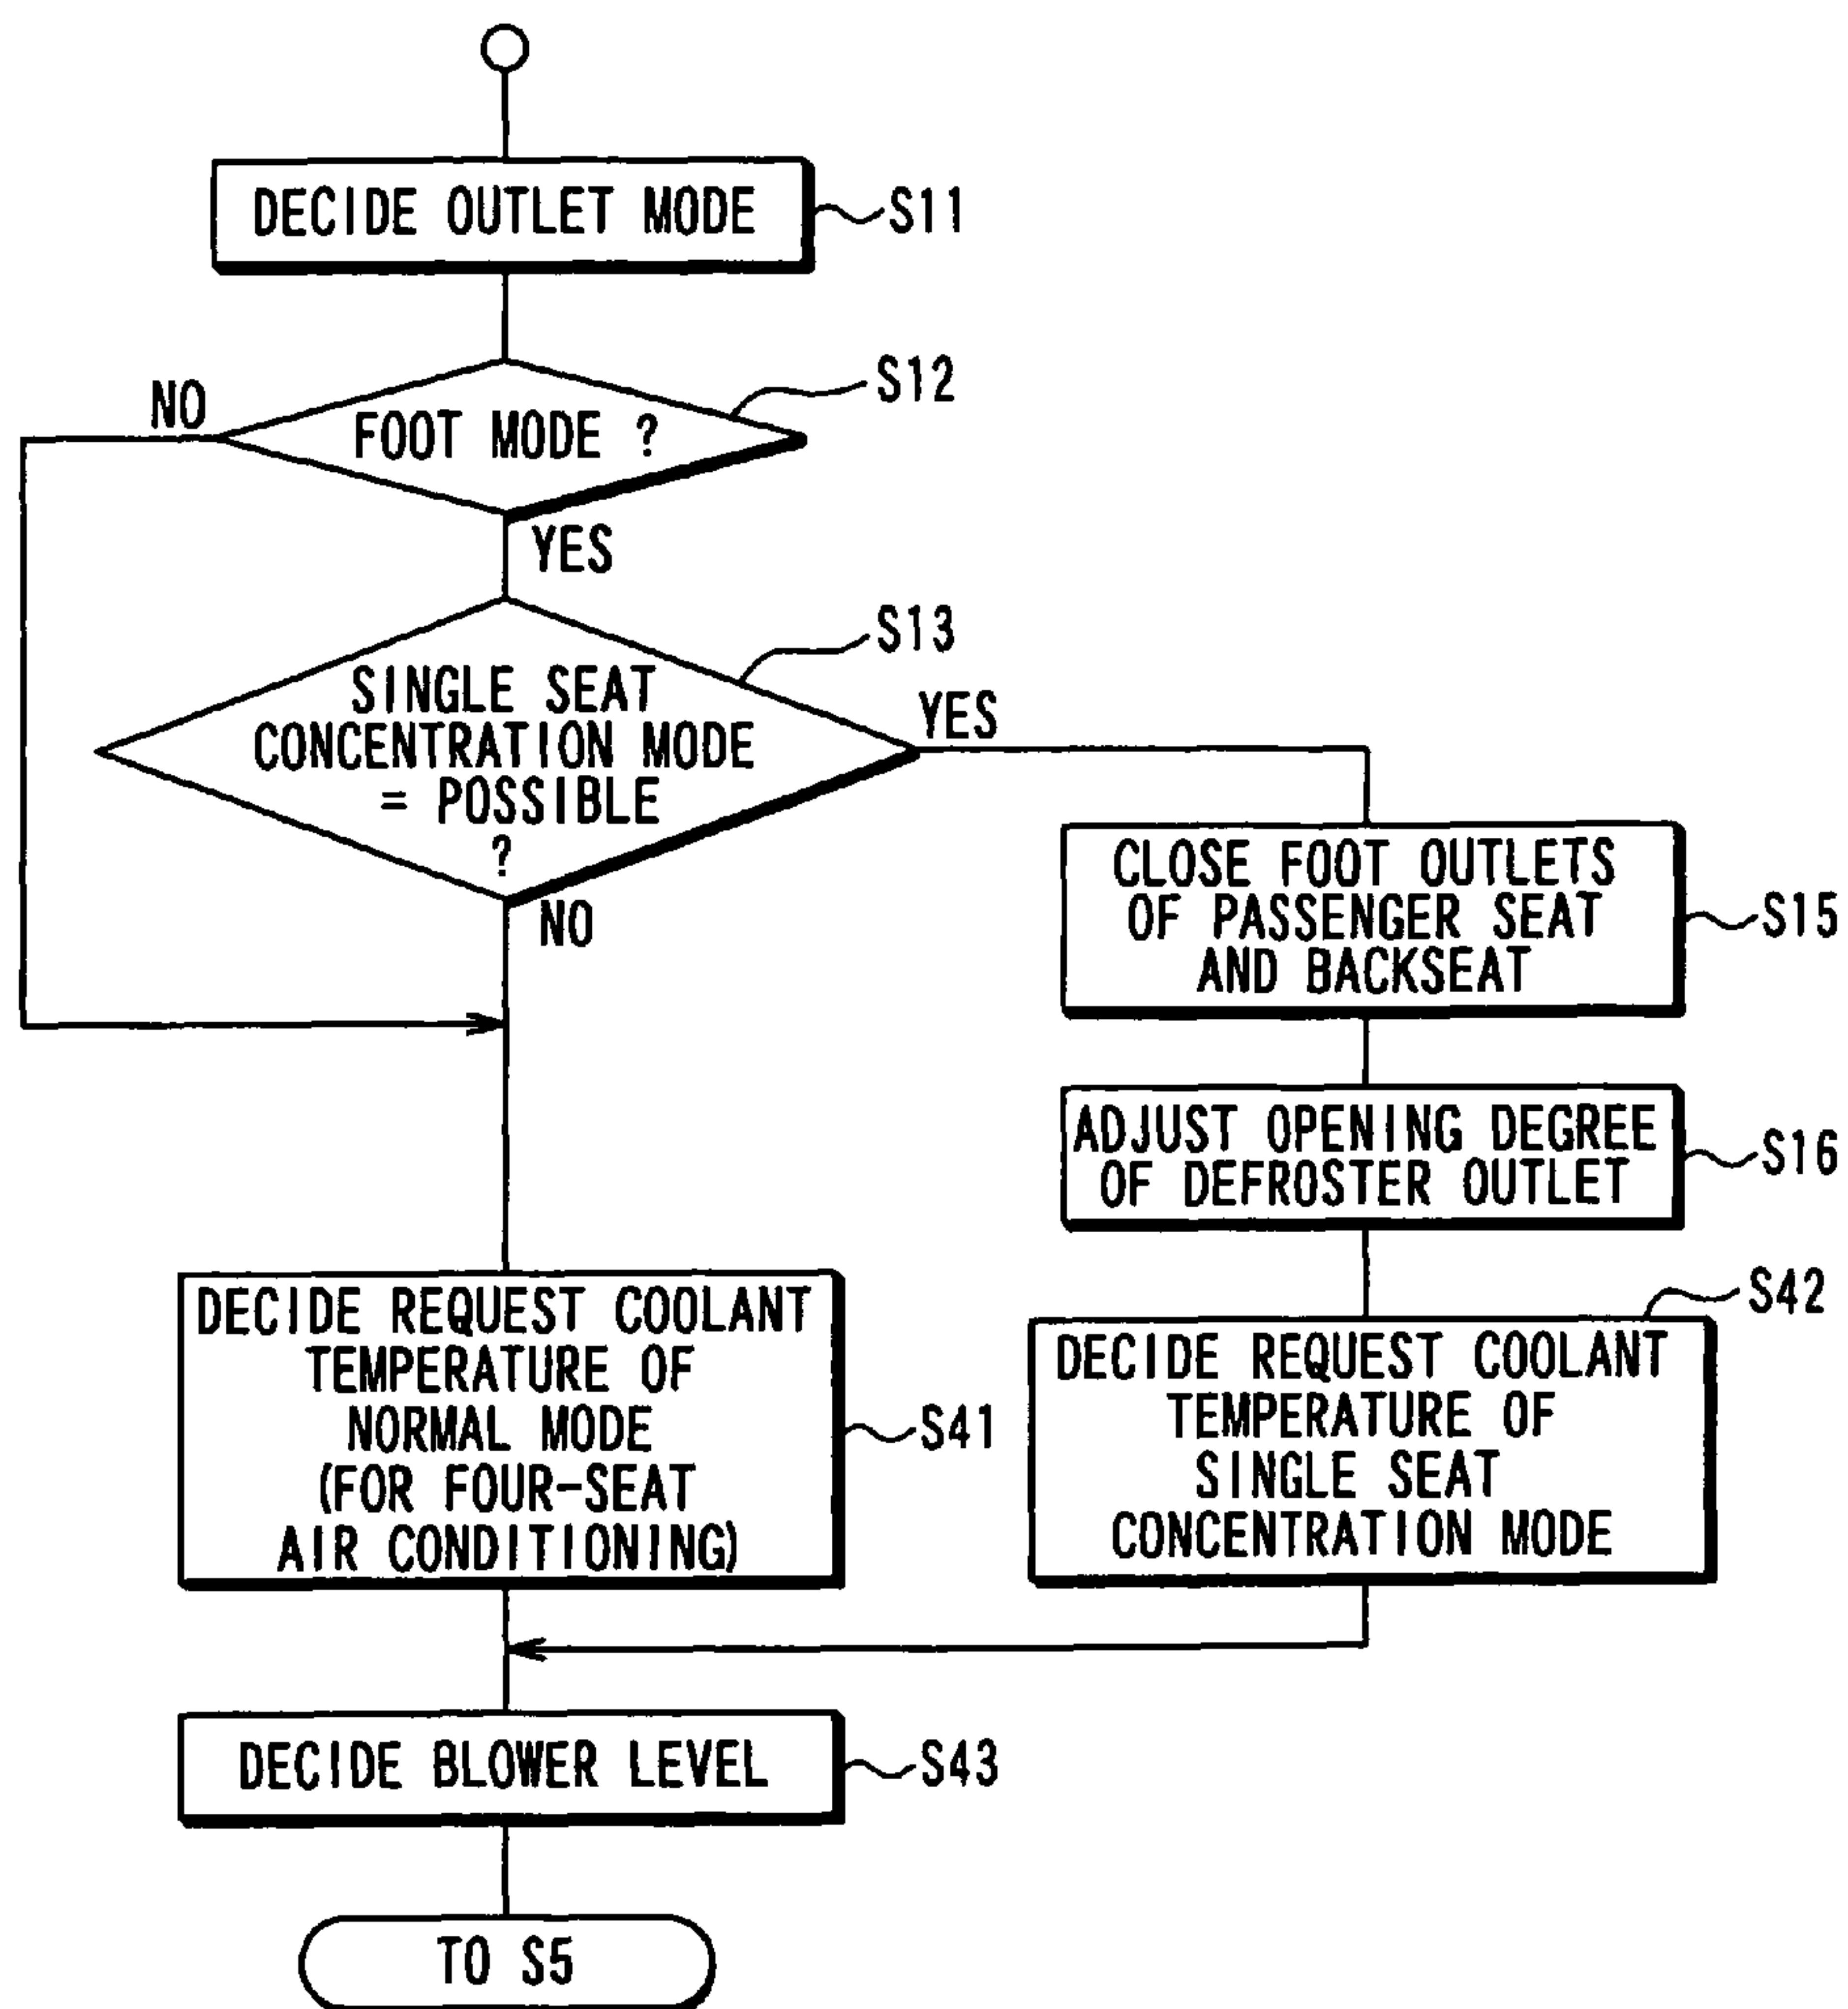 DECIDE OUTLET MODE
S11
S12
NO
FOOT MODE ?
YES
S13
SINGLE SEAT
CONCENTRATION MODE
= POSSIBLE
?
YES
NO
CLOSE FOOT OUTLETS
OF PASSENGER SEAT
AND BACKSEAT
S15
ADJUST OPENING DEGREE
OF DEFROSTER OUTLET
S16
DECIDE REQUEST COOLANT
TEMPERATURE OF
NORMAL MODE
(FOR FOUR-SEAT
AIR CONDITIONING)
S41
S42
DECIDE REQUEST COOLANT
TEMPERATURE OF
SINGLE SEAT
CONCENTRATION MODE
DECIDE BLOWER LEVEL
S43
TO S5